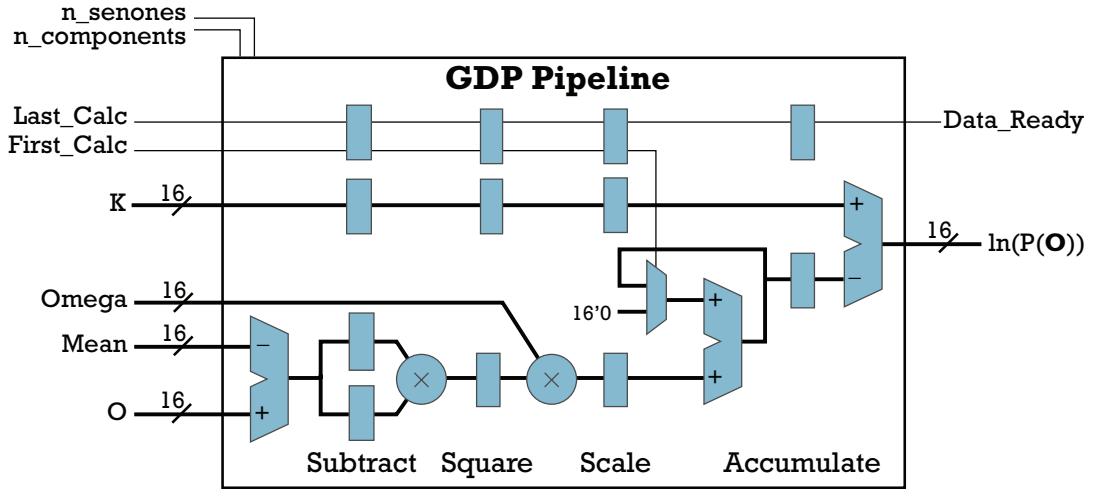 n_senones
n_components
GDP Pipeline
Last_Calc
Data_Ready
First_Calc
K
16
+
16
ln(P(O))
−
Omega
16
+
16'0
Mean
16
−
×
×
+
O
16
+
Subtract
Square
Scale
Accumulate